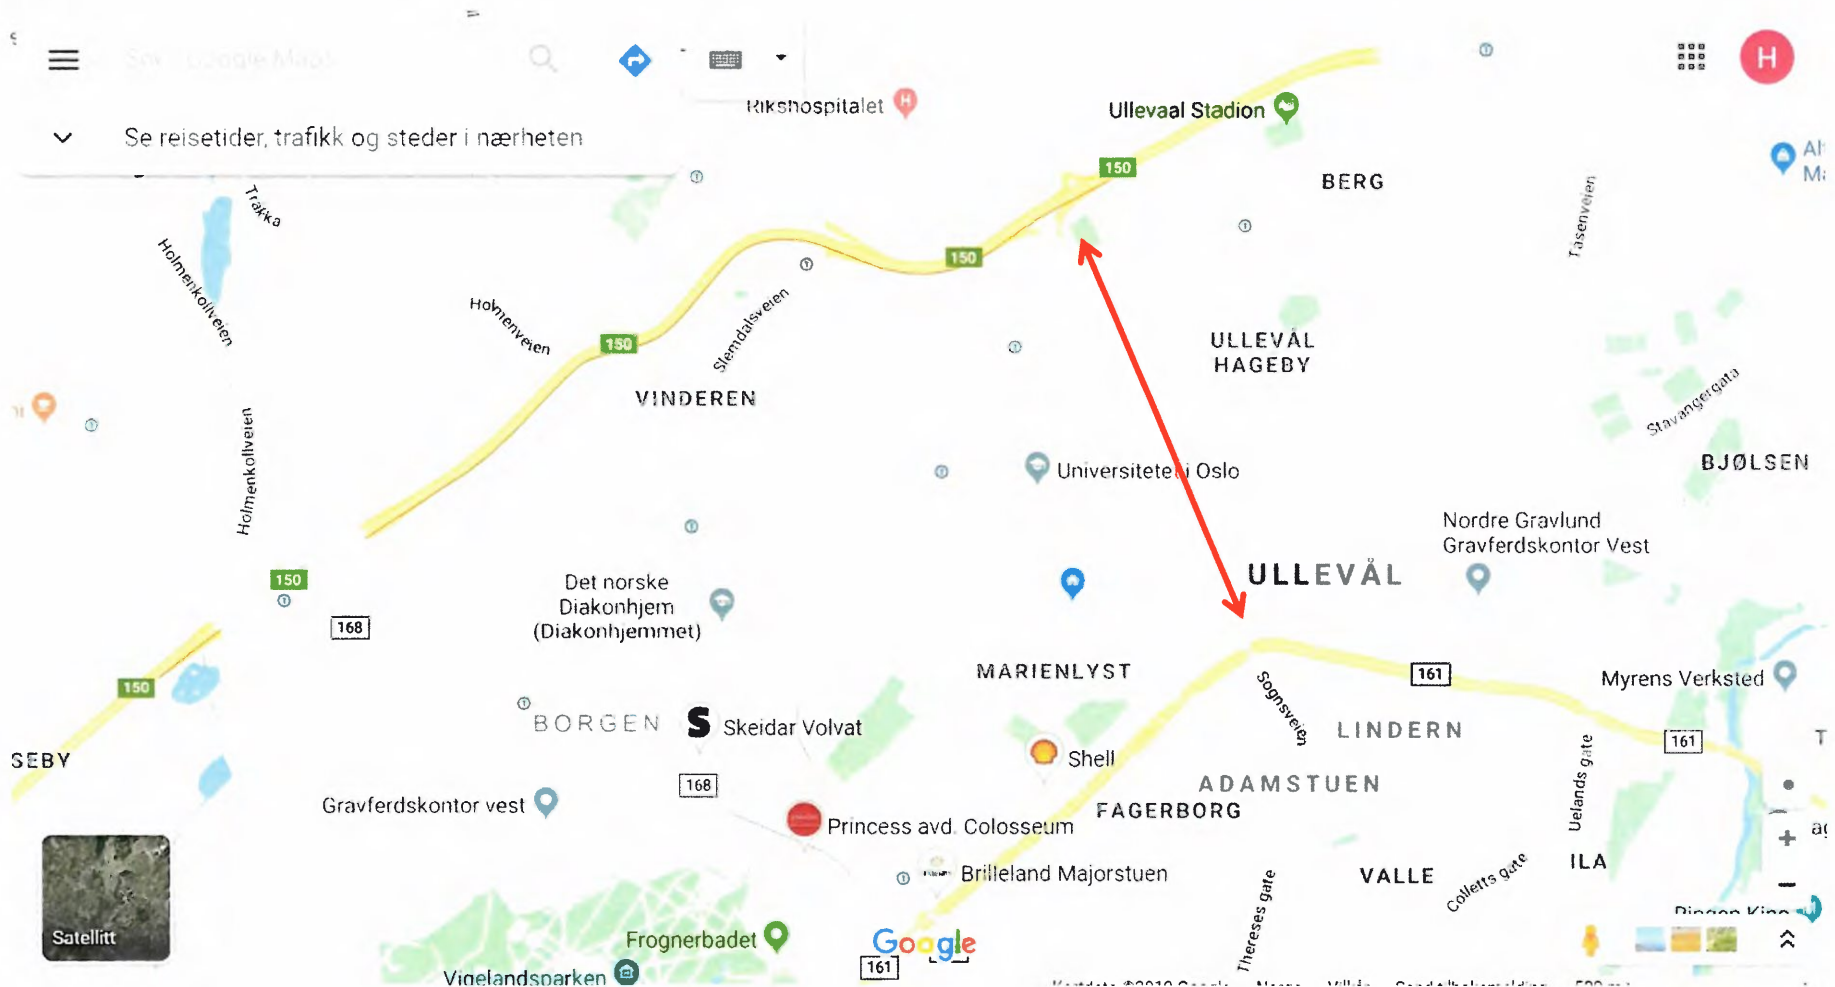 Se reisetider, trafikk og steder i nærheten
H
Rikshospitalet
H
Ullevaal Stadion
150
BERG
Tåsenveien
Trakka
Holmenkollveien
150
Holmenveien
150
Slemdalsveien
ULLEVÅL
HAGEBY
VINDEREN
Stavangergata
Holmenkollveien
BJØLSEN
Universitetet i Oslo
Nordre Gravlund
Gravferdskontor Vest
ULLEVÅL
150
168
Det norske
Diakonhjem
(Diakonhjemmet)
MARIENLYST
161
Myrens Verksted
150
Sognsveien
BORGEN
S
Skeidar Volvat
LINDERN
161
SEBY
Shell
168
ADAMSTUEN
Uelands gate
Gravferdskontor vest
FAGERBORG
Princess avd. Colosseum
ILA
Brilleland Majorstuen
VALLE
Colletts gate
Thereses gate
Satellitt
Frognerbadet
Google
161
Vigelandsparken